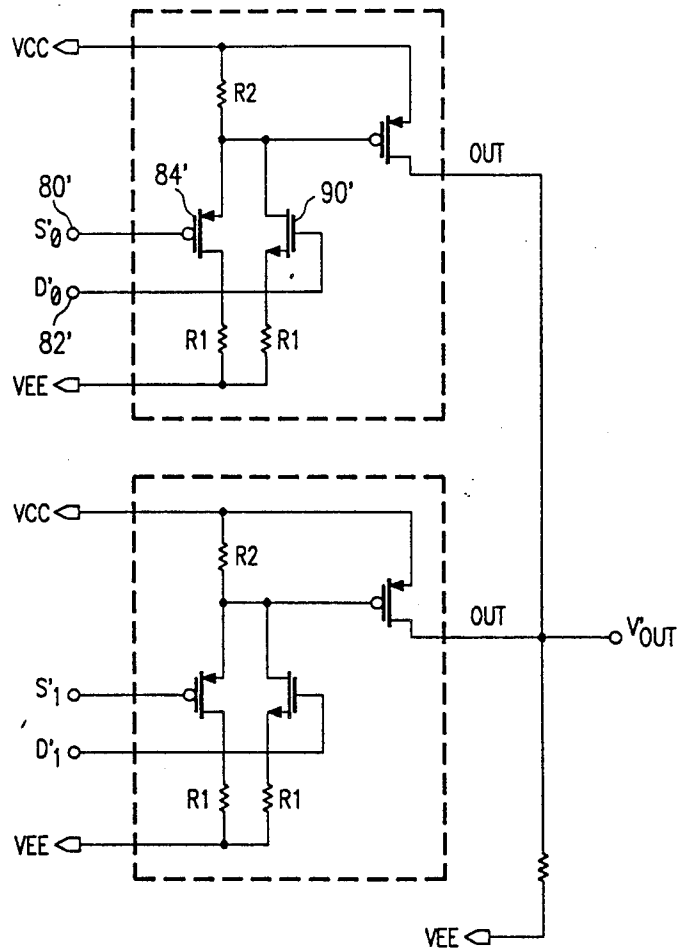 VCC
R2
OUT
84'
90'
80'
S'0
D'0
82'
R1 R1
VEE
VCC
R2
OUT
V'OUT
S'1
D'1
R1 R1
VEE
VEE